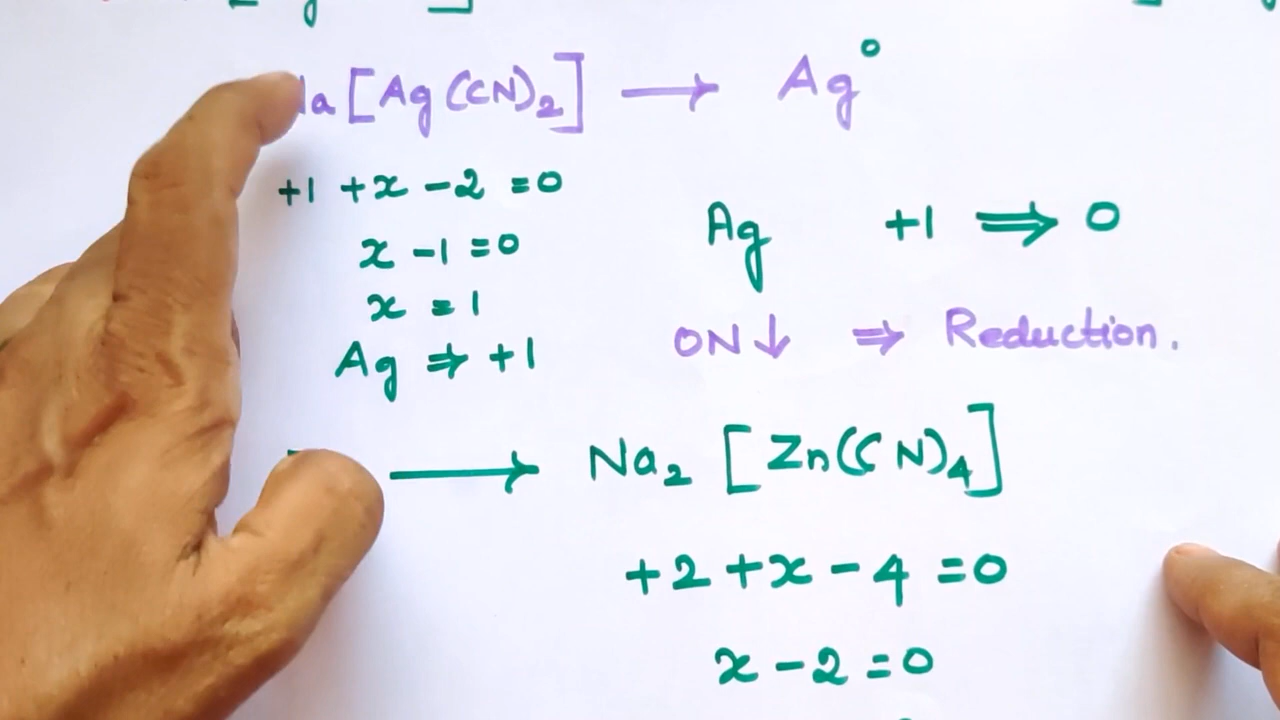 [Ag(CN)₂] ⟶ Ag°
+1 +x -2 =0
x -1 =0
x = 1
Ag ⇒ +1
Ag +1 ⇒ 0
ON↓ ⇒ Reduction.
⟶ Na₂ [Zn(CN)₄]
+2 +x -4 =0
x -2 =0